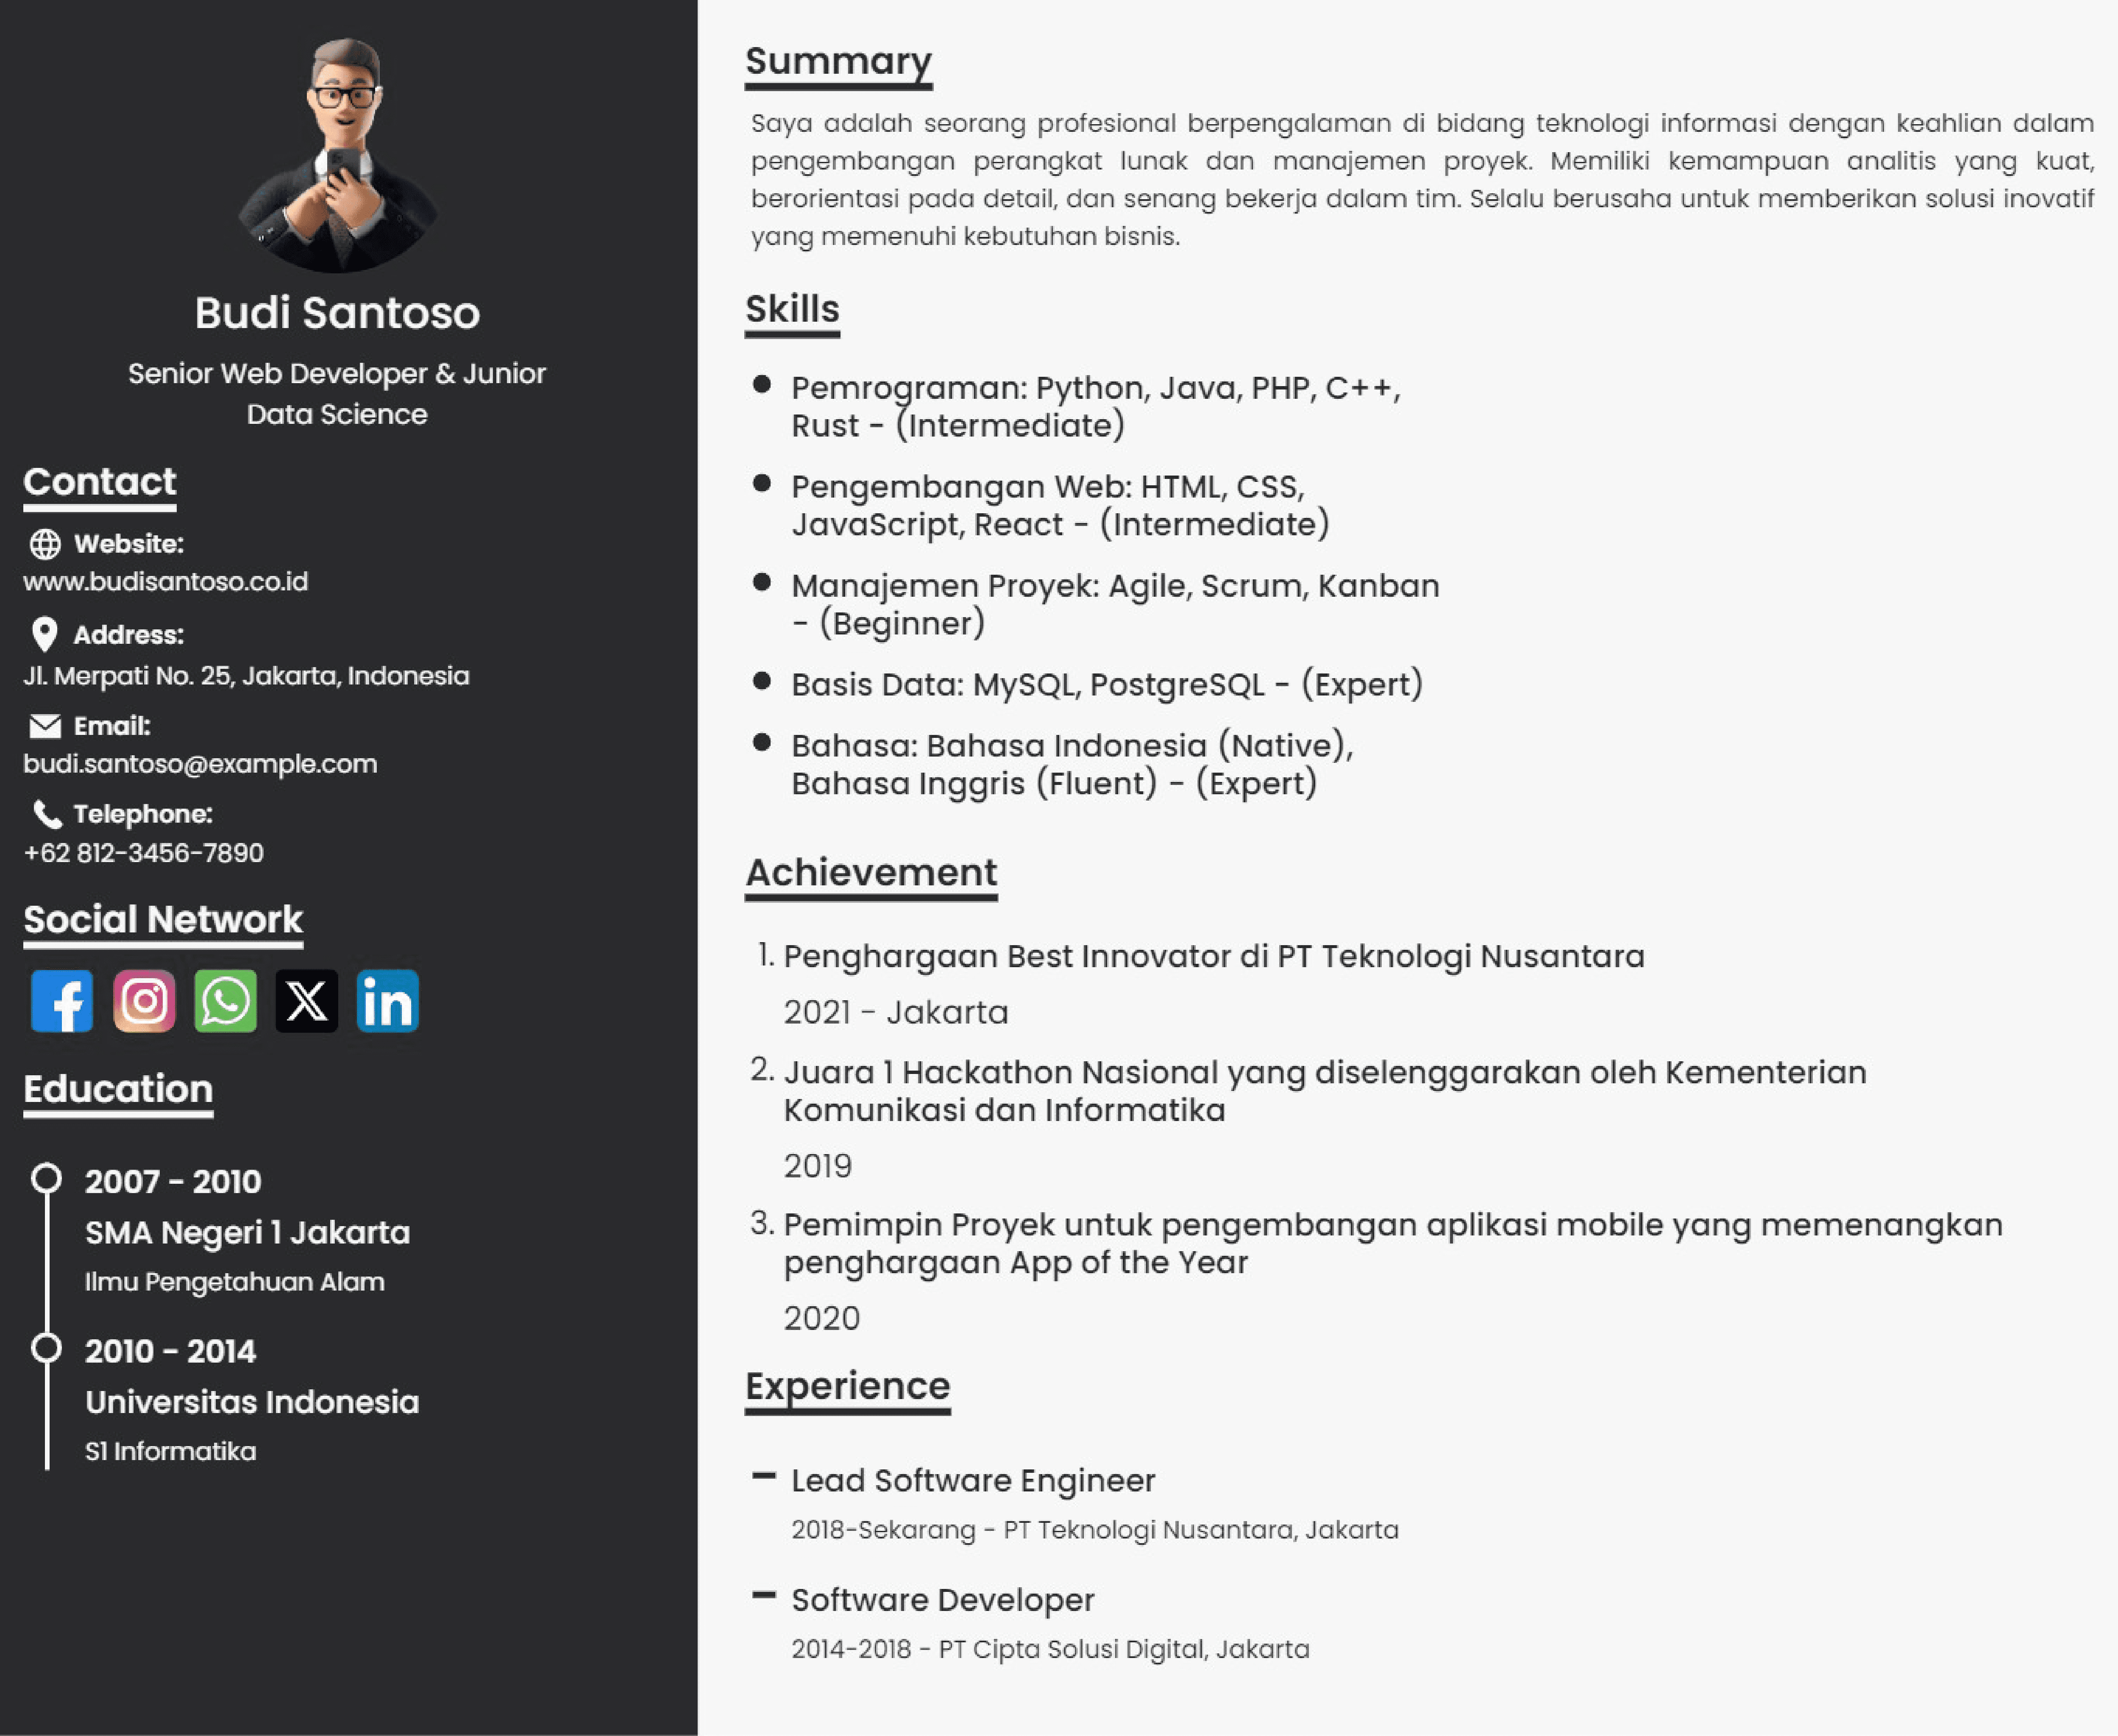 Budi Santoso
Senior Web Developer & Junior
Data Science
Contact
Website:
www.budisantoso.co.id
Address:
Jl. Merpati No. 25, Jakarta, Indonesia
Email:
budi.santoso@example.com
Telephone:
+62 812-3456-7890
Social Network
Education
2007 - 2010
SMA Negeri 1 Jakarta
Ilmu Pengetahuan Alam
2010 - 2014
Universitas Indonesia
S1 Informatika
Summary
Saya adalah seorang profesional berpengalaman di bidang teknologi informasi dengan keahlian dalam
pengembangan perangkat lunak dan manajemen proyek. Memiliki kemampuan analitis yang kuat,
berorientasi pada detail, dan senang bekerja dalam tim. Selalu berusaha untuk memberikan solusi inovatif
yang memenuhi kebutuhan bisnis.
Skills
● Pemrograman: Python, Java, PHP, C++,
Rust - (Intermediate)
● Pengembangan Web: HTML, CSS,
JavaScript, React - (Intermediate)
● Manajemen Proyek: Agile, Scrum, Kanban
- (Beginner)
● Basis Data: MySQL, PostgreSQL - (Expert)
● Bahasa: Bahasa Indonesia (Native),
Bahasa Inggris (Fluent) - (Expert)
Achievement
1. Penghargaan Best Innovator di PT Teknologi Nusantara
2021 - Jakarta
2. Juara 1 Hackathon Nasional yang diselenggarakan oleh Kementerian
Komunikasi dan Informatika
2019
3. Pemimpin Proyek untuk pengembangan aplikasi mobile yang memenangkan
penghargaan App of the Year
2020
Experience
- Lead Software Engineer
2018-Sekarang - PT Teknologi Nusantara, Jakarta
- Software Developer
2014-2018 - PT Cipta Solusi Digital, Jakarta